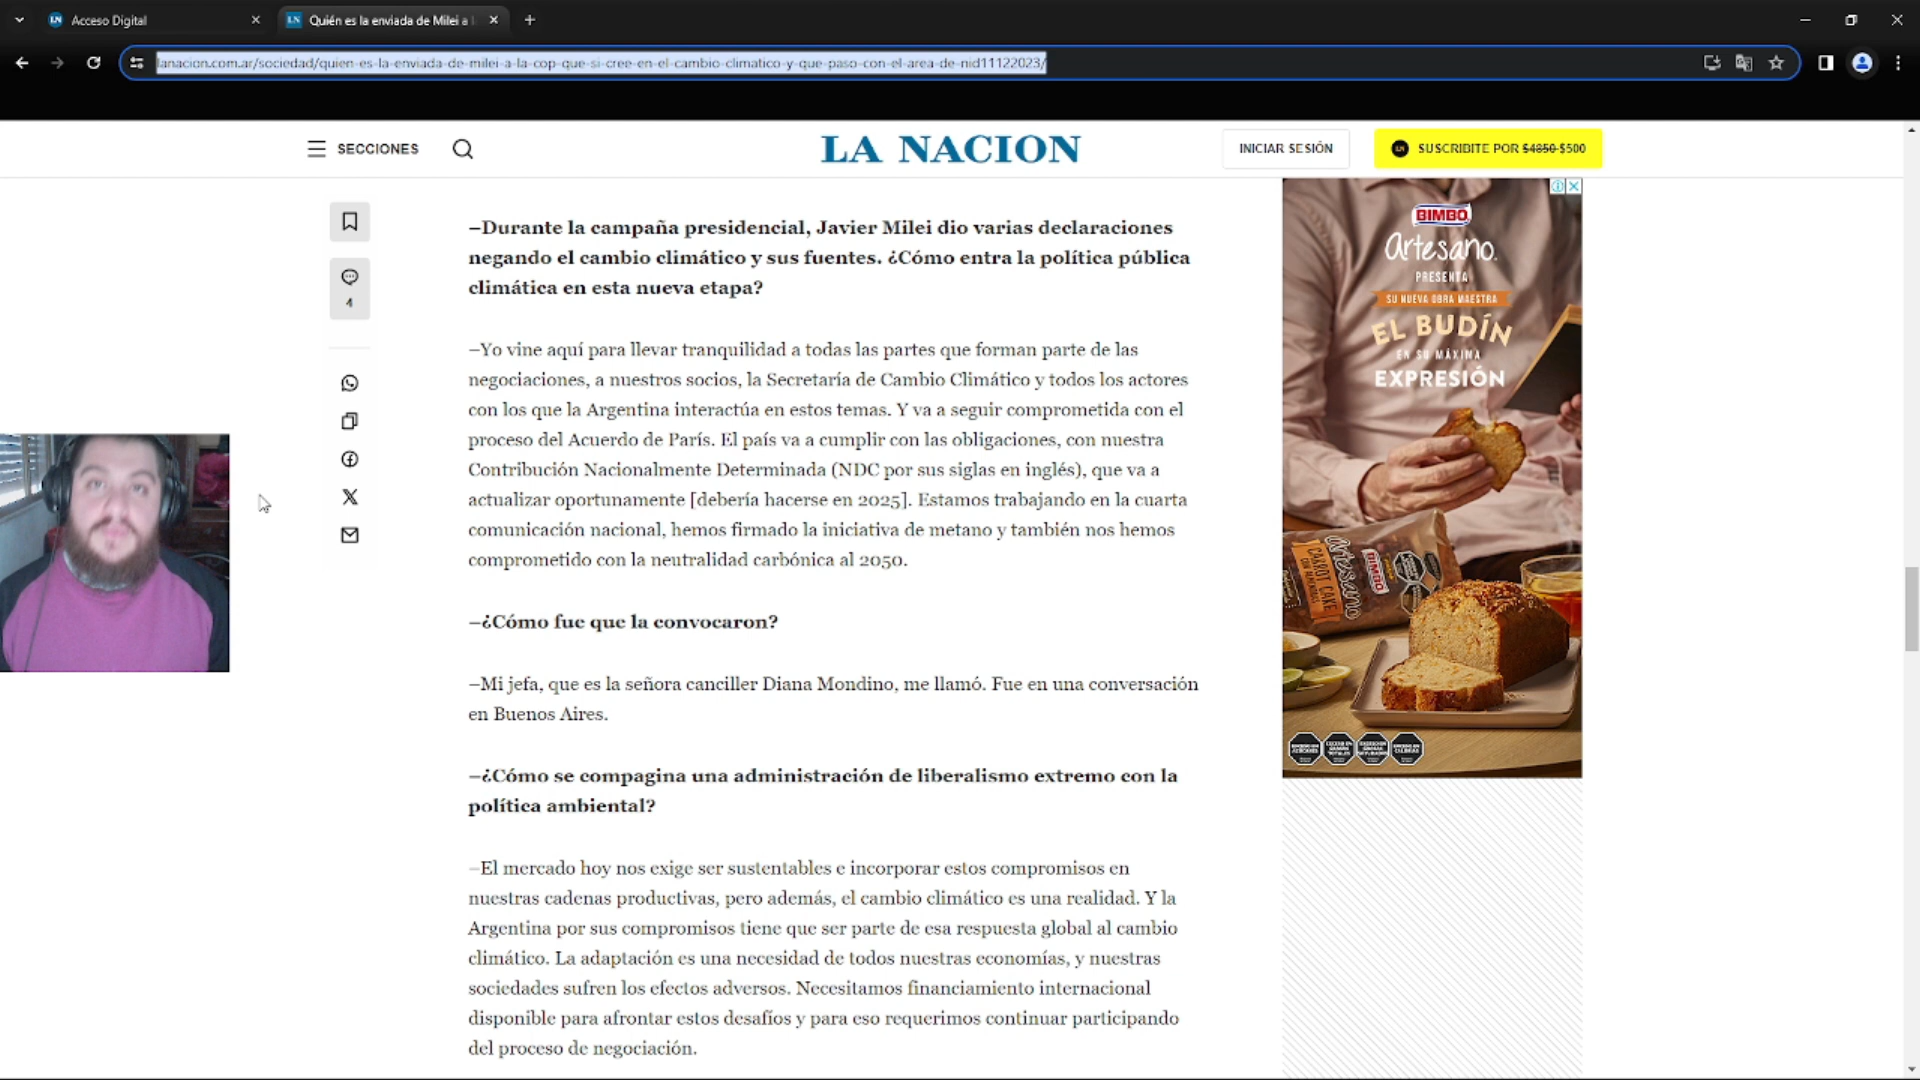 Acceso Digital
Quién es la enviada de Milei a l
lanacion.com.ar/sociedad/quien-es-la-enviada-de-milei-a-la-cop-que-si-cree-en-el-cambio-climatico-y-que-paso-con-el-area-de-nid11122023/
SECCIONES
LA NACION
INICIAR SESIÓN
SUSCRIBITE POR $4850 $500
4
–Durante la campaña presidencial, Javier Milei dio varias declaraciones
negando el cambio climático y sus fuentes. ¿Cómo entra la política pública
climática en esta nueva etapa?
–Yo vine aquí para llevar tranquilidad a todas las partes que forman parte de las
negociaciones, a nuestros socios, la Secretaría de Cambio Climático y todos los actores
con los que la Argentina interactúa en estos temas. Y va a seguir comprometida con el
proceso del Acuerdo de París. El país va a cumplir con las obligaciones, con nuestra
Contribución Nacionalmente Determinada (NDC por sus siglas en inglés), que va a
actualizar oportunamente [debería hacerse en 2025]. Estamos trabajando en la cuarta
comunicación nacional, hemos firmado la iniciativa de metano y también nos hemos
comprometido con la neutralidad carbónica al 2050.
–¿Cómo fue que la convocaron?
–Mi jefa, que es la señora canciller Diana Mondino, me llamó. Fue en una conversación
en Buenos Aires.
–¿Cómo se compagina una administración de liberalismo extremo con la
política ambiental?
–El mercado hoy nos exige ser sustentables e incorporar estos compromisos en
nuestras cadenas productivas, pero además, el cambio climático es una realidad. Y la
Argentina por sus compromisos tiene que ser parte de esa respuesta global al cambio
climático. La adaptación es una necesidad de todos nuestras economías, y nuestras
sociedades sufren los efectos adversos. Necesitamos financiamiento internacional
disponible para afrontar estos desafíos y para eso requerimos continuar participando
del proceso de negociación.
BIMBO
Artesano.
PRESENTA
SU NUEVA OBRA MAESTRA
EL BUDÍN
EN SU MÁXIMA
EXPRESIÓN
Artesano
BIMBO
CARROT CAKE